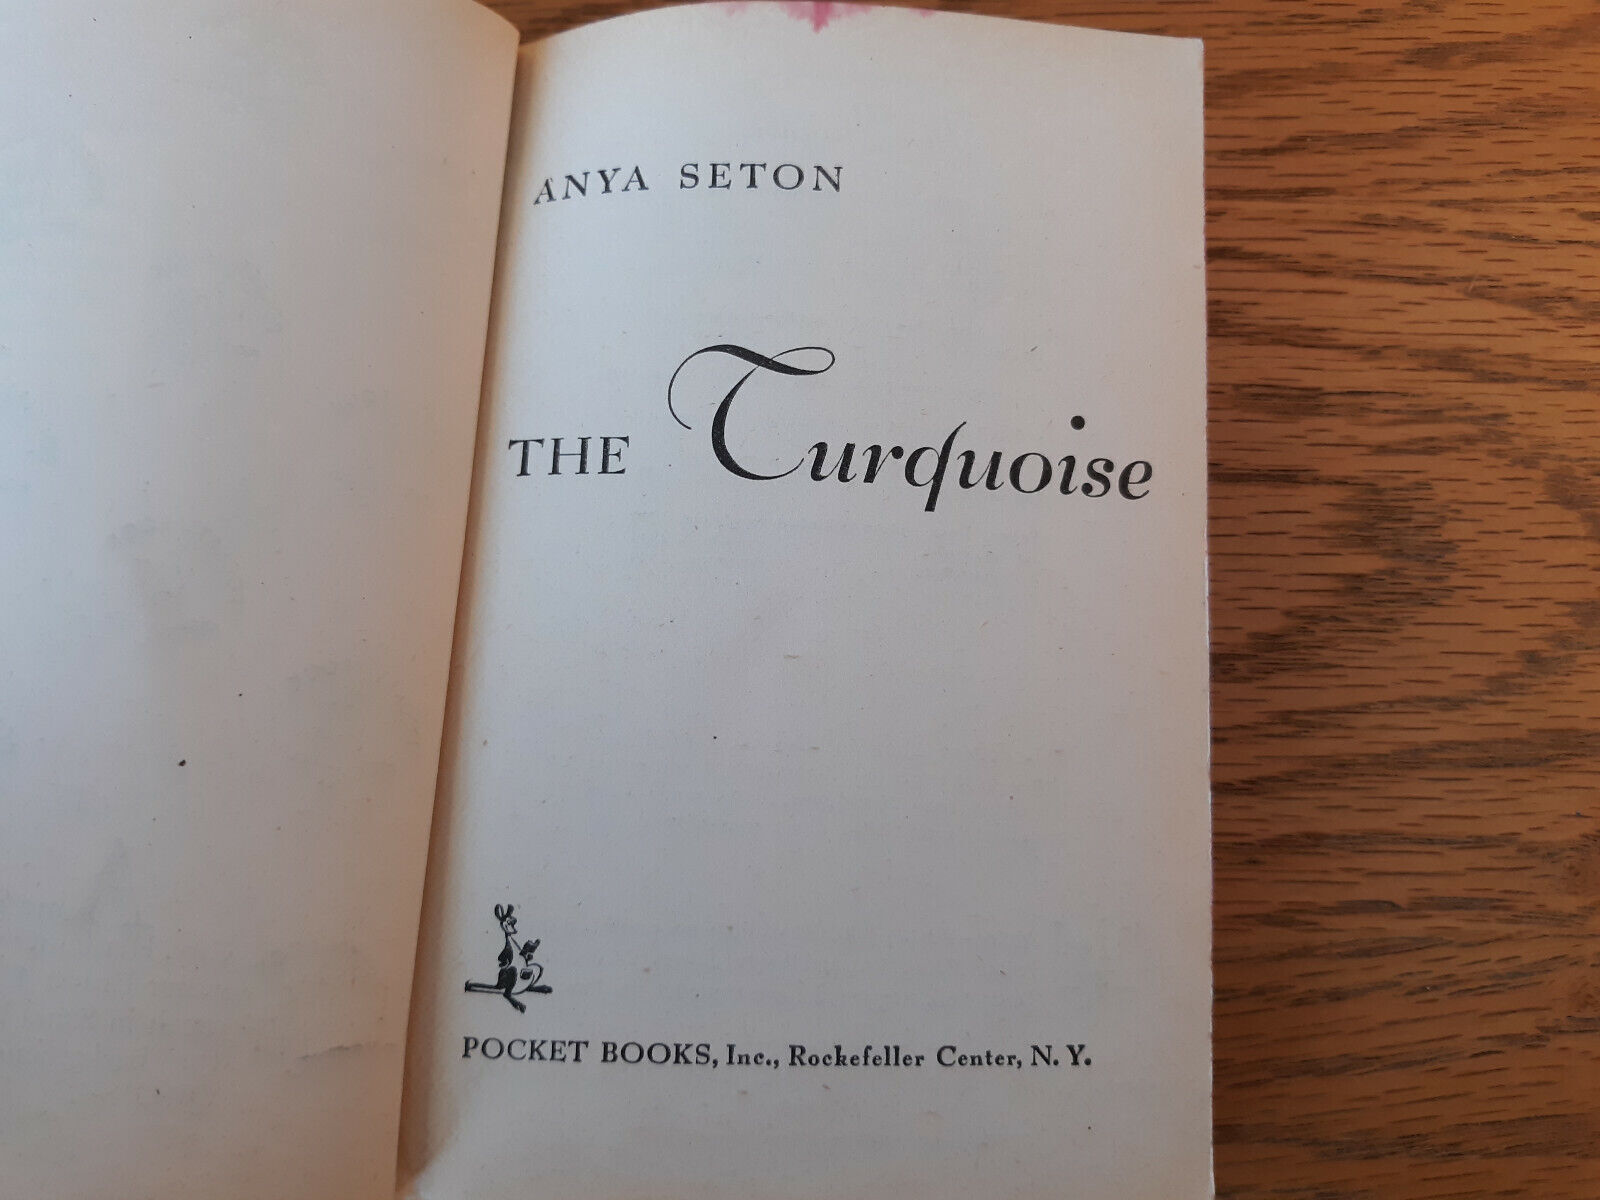 ANYA SETON
THE Turquoise
POCKET BOOKS, Inc., Rockefeller Center, N. Y.